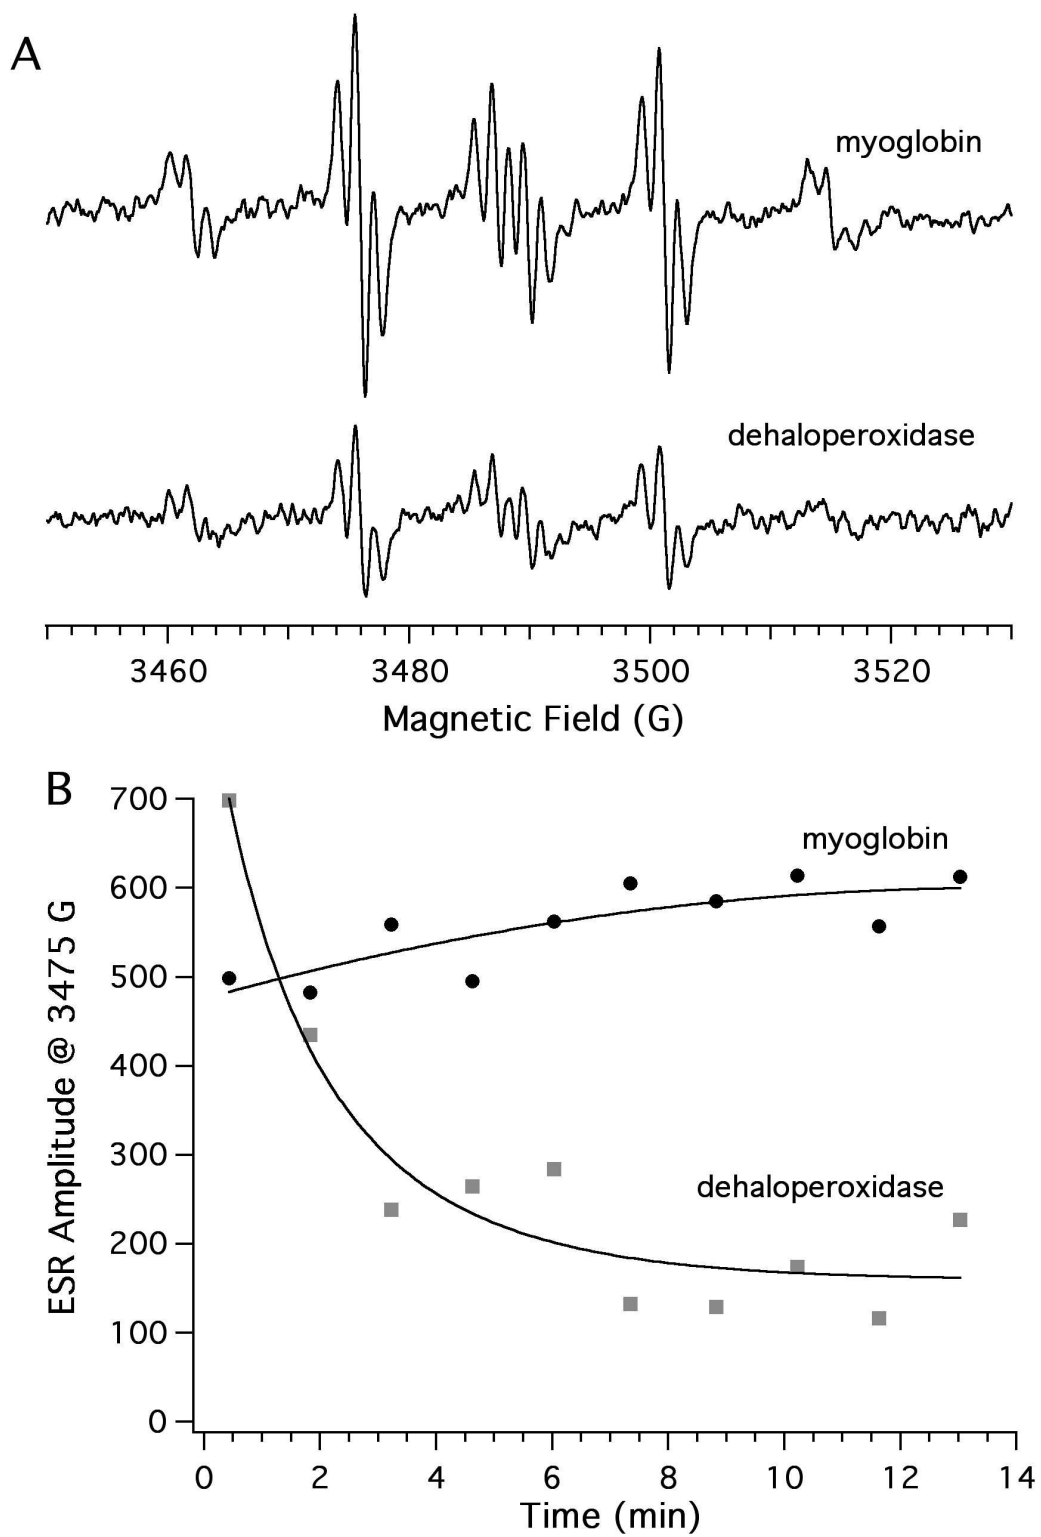 A
myoglobin
dehaloperoxidase
3460 3480 3500 3520
Magnetic Field (G)
B
700
600
500
400
300
200
100
0
ESR Amplitude @ 3475 G
myoglobin
dehaloperoxidase
0 2 4 6 8 10 12 14
Time (min)